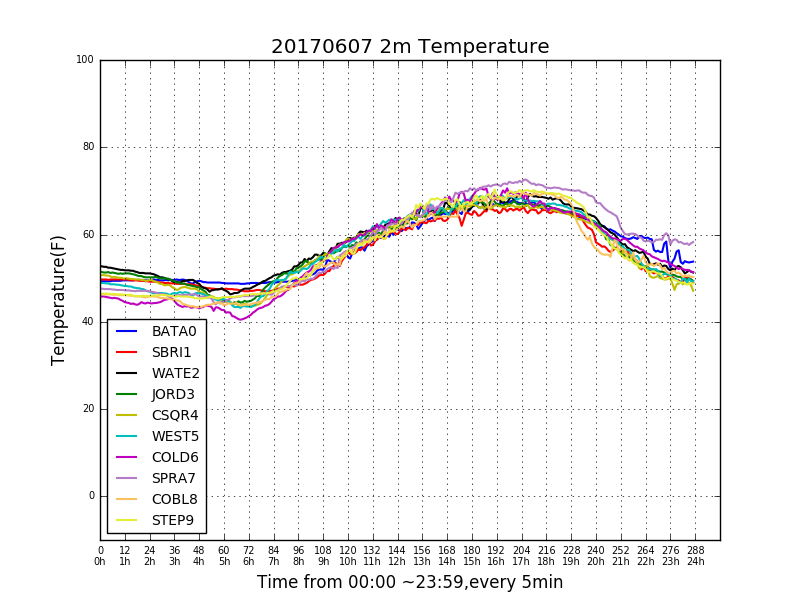 20170607 2m Temperature
100
80
60
40
20
0
Temperature(F)
BATA0
SBRI1
WATE2
JORD3
CSQR4
WEST5
COLD6
SPRA7
COBL8
STEP9
0 12 24 36 48 60 72 84 96 108 120 132 144 156 168 180 192 204 216 228 240 252 264 276 288
0h 1h 2h 3h 4h 5h 6h 7h 8h 9h 10h 11h 12h 13h 14h 15h 16h 17h 18h 19h 20h 21h 22h 23h 24h
Time from 00:00 ~23:59,every 5min